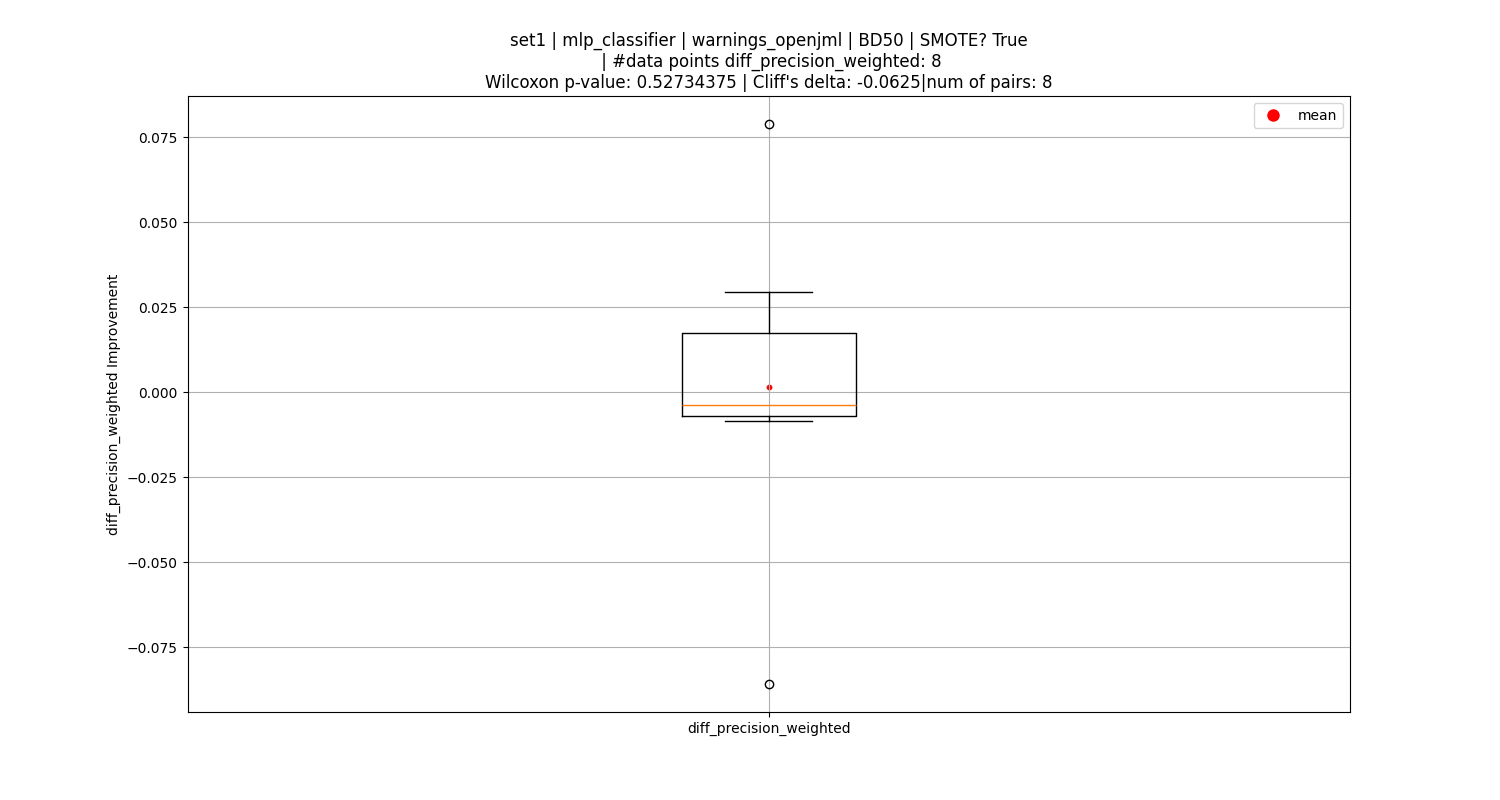 set1 | mlp_classifier | warnings_openjml | BD50 | SMOTE? True
| #data points diff_precision_weighted: 8
Wilcoxon p-value: 0.52734375 | Cliff's delta: -0.0625|num of pairs: 8
mean
0.075
0.050
0.025
0.000
−0.025
−0.050
−0.075
diff_precision_weighted Improvement
diff_precision_weighted